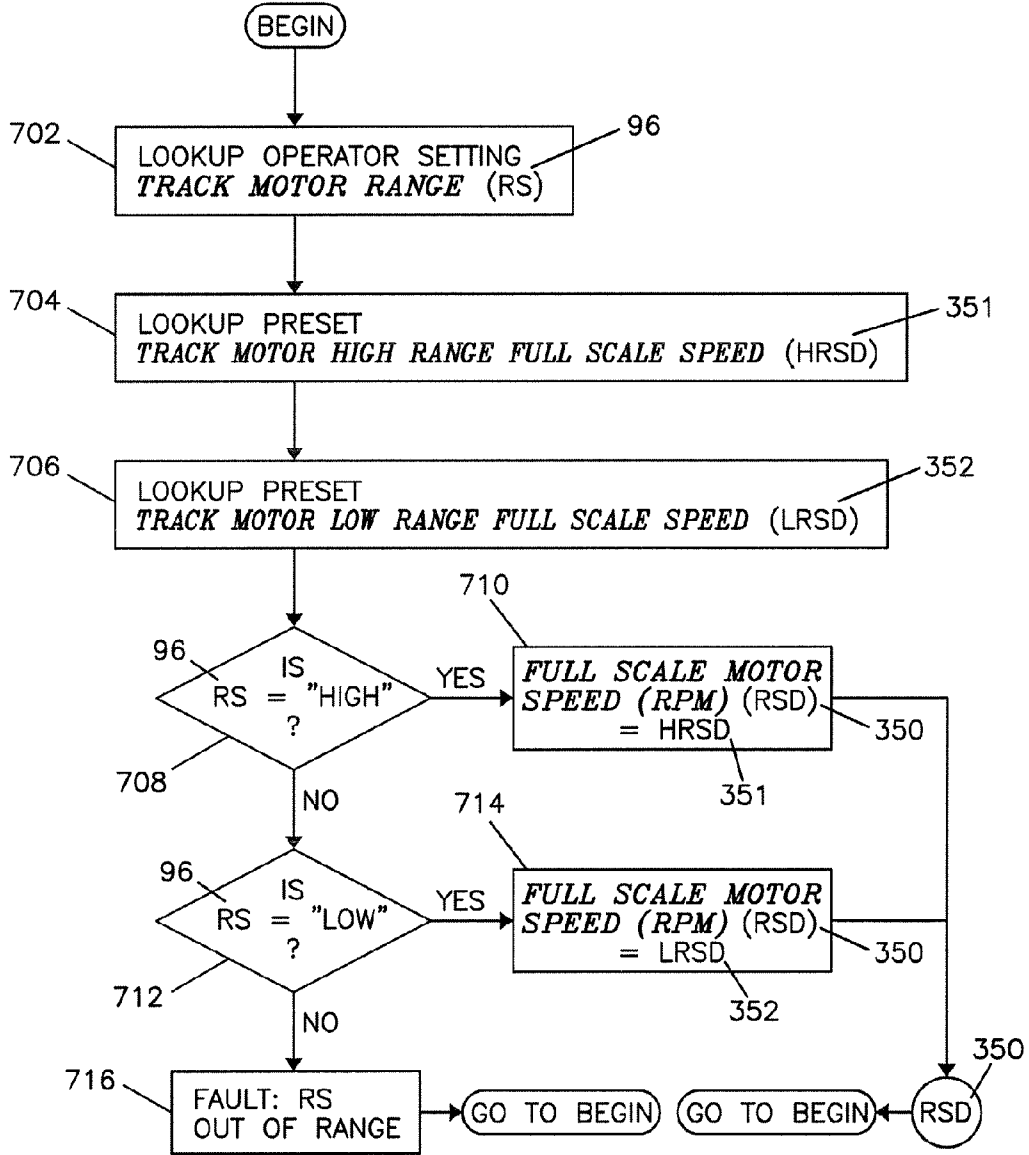 BEGIN
702
96
LOOKUP OPERATOR SETTING
TRACK MOTOR RANGE (RS)
704
351
LOOKUP PRESET
TRACK MOTOR HIGH RANGE FULL SCALE SPEED (HRSD)
706
352
LOOKUP PRESET
TRACK MOTOR LOW RANGE FULL SCALE SPEED (LRSD)
710
96
IS
RS = "HIGH"
?
YES
708
NO
FULL SCALE MOTOR
SPEED (RPM) (RSD)
= HRSD
350
351
714
96
IS
RS = "LOW"
?
YES
712
NO
FULL SCALE MOTOR
SPEED (RPM) (RSD)
= LRSD
350
352
716
FAULT: RS
OUT OF RANGE
GO TO BEGIN
GO TO BEGIN
RSD
350